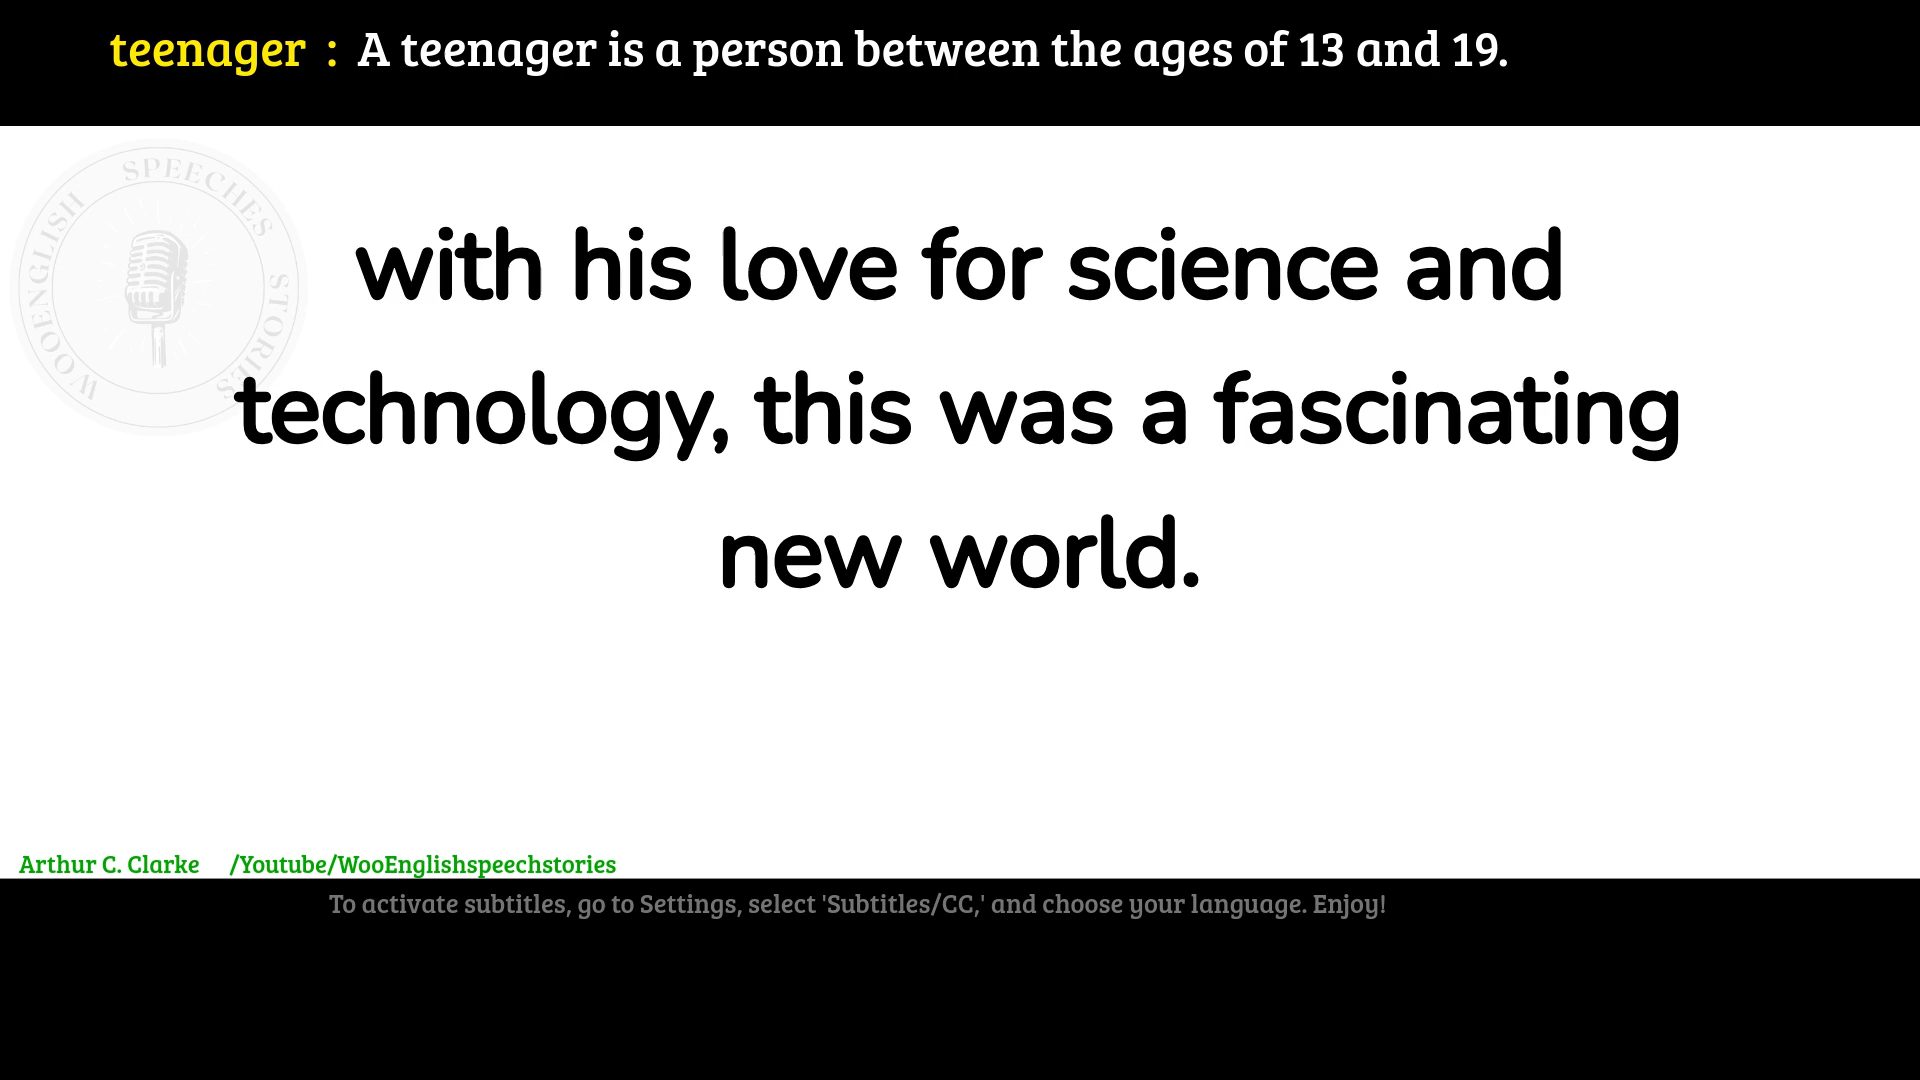 teenager : A teenager is a person between the ages of 13 and 19.
WOOENGLISH SPEECHES STORIES
with his love for science and
technology, this was a fascinating
new world.
Arthur C. Clarke /Youtube/WooEnglishspeechstories
To activate subtitles, go to Settings, select 'Subtitles/CC,' and choose your language. Enjoy!